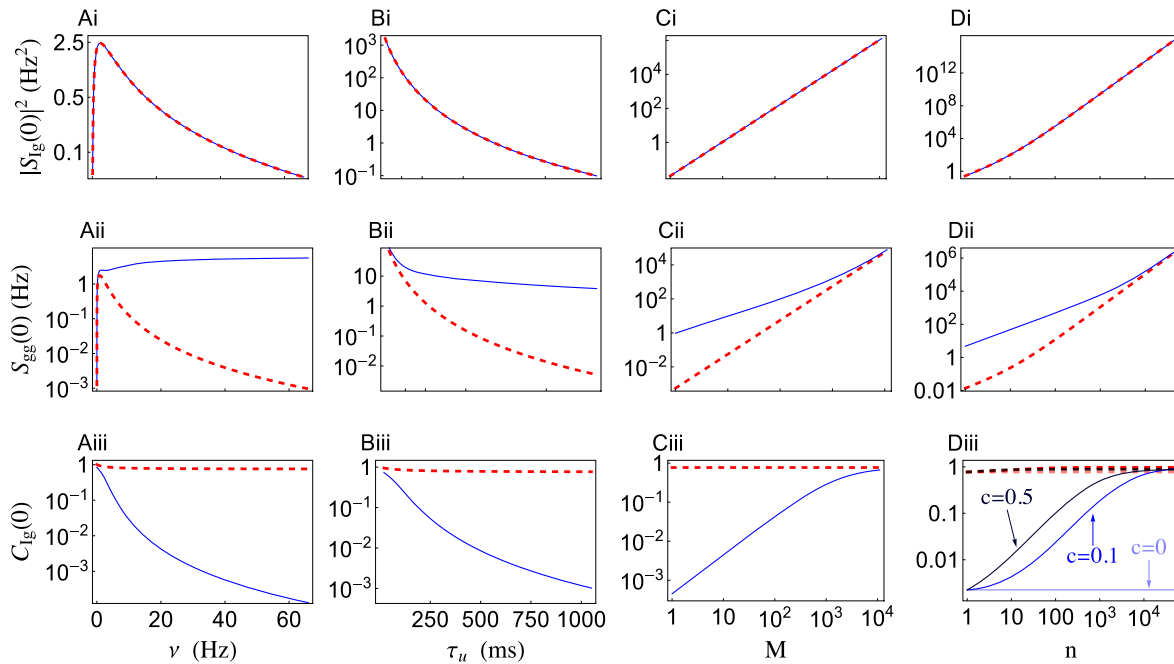 Ai
Bi
Ci
Di
|S_Ig(0)|² (Hz²)
2.5
0.5
0.1
10³
10²
10
1
10⁻¹
10⁴
10²
1
10¹²
10⁸
10⁴
1
Aii
Bii
Cii
Dii
S_gg(0) (Hz)
1
10⁻¹
10⁻²
10⁻³
10
1
10⁻¹
10⁻²
10⁴
10²
1
10⁻²
10⁶
10⁴
10²
1
0.01
Aiii
Biii
Ciii
Diii
C_Ig(0)
1
10⁻¹
10⁻²
10⁻³
1
10⁻¹
10⁻²
10⁻³
1
10⁻¹
10⁻²
10⁻³
1
0.1
0.01
c=0.5
c=0.1
c=0
0 20 40 60
250 500 750 1000
1 10 10² 10³ 10⁴
1 10 10² 10³ 10⁴
ν (Hz)
τ_u (ms)
M
n